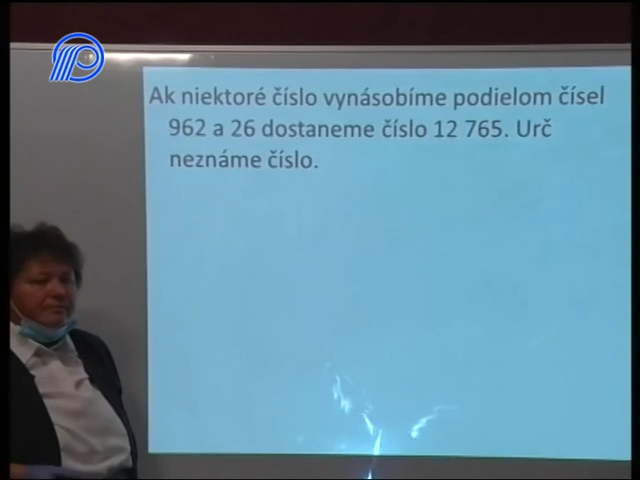 Ak niektoré číslo vynásobíme podielom čísel
962 a 26 dostaneme číslo 12 765. Urč
neznáme číslo.